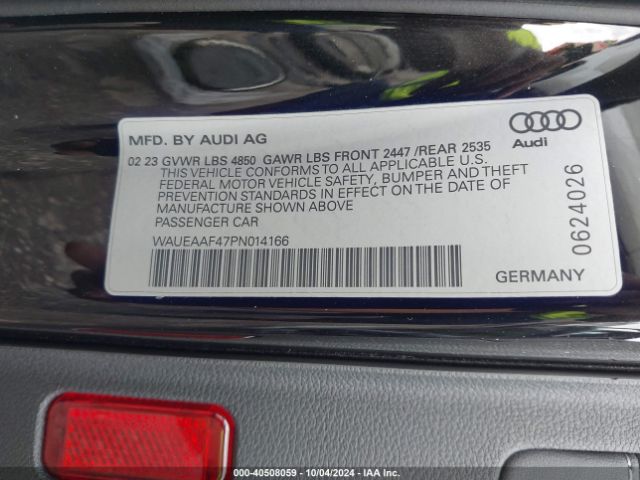 MFD. BY AUDI AG
Audi
02 23 GVWR LBS 4850 GAWR LBS FRONT 2447 /REAR 2535
THIS VEHICLE CONFORMS TO ALL APPLICABLE U.S.
FEDERAL MOTOR VEHICLE SAFETY, BUMPER AND THEFT
PREVENTION STANDARDS IN EFFECT ON THE DATE OF
MANUFACTURE SHOWN ABOVE
PASSENGER CAR
WAUEAAF47PN014166
0624026
GERMANY
000-40508059 - 10/04/2024 - IAA Inc.